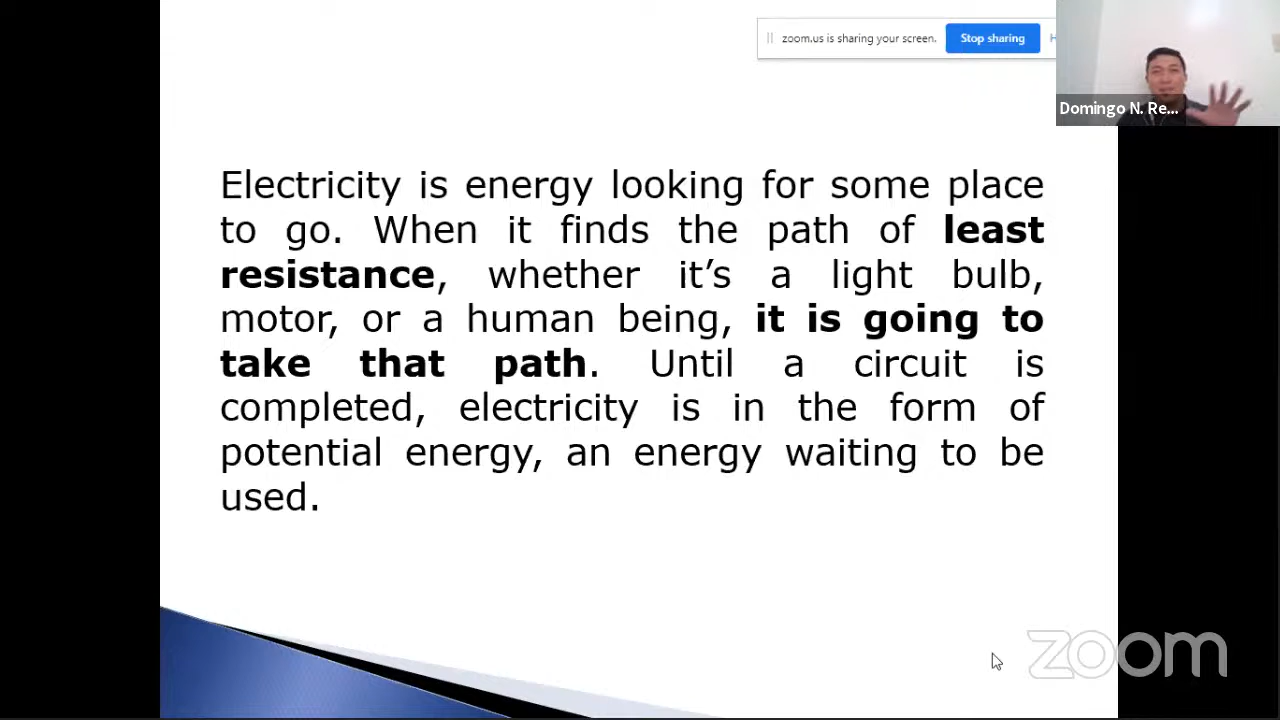 zoom.us is sharing your screen.
Stop sharing
H
Domingo N. Re...
Electricity is energy looking for some place
to go. When it finds the path of least
resistance, whether it’s a light bulb,
motor, or a human being, it is going to
take that path. Until a circuit is
completed, electricity is in the form of
potential energy, an energy waiting to be
used.
zoom